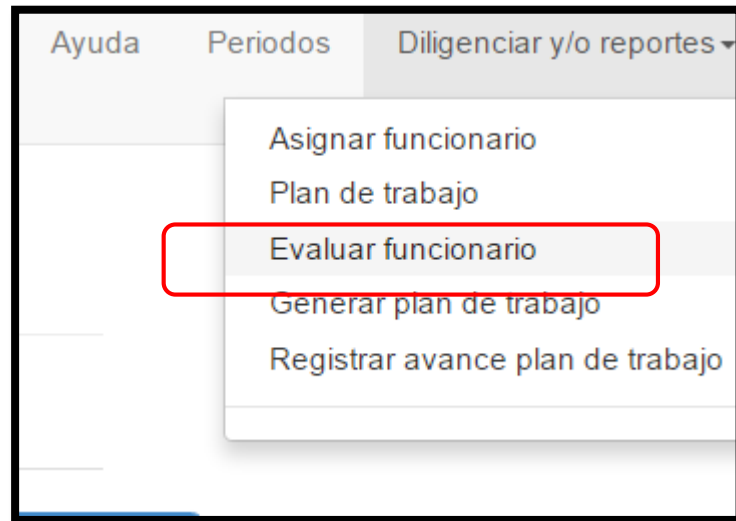 Ayuda Periodos Diligenciar y/o reportes
Asignar funcionario
Plan de trabajo
Evaluar funcionario
Generar plan de trabajo
Registrar avance plan de trabajo